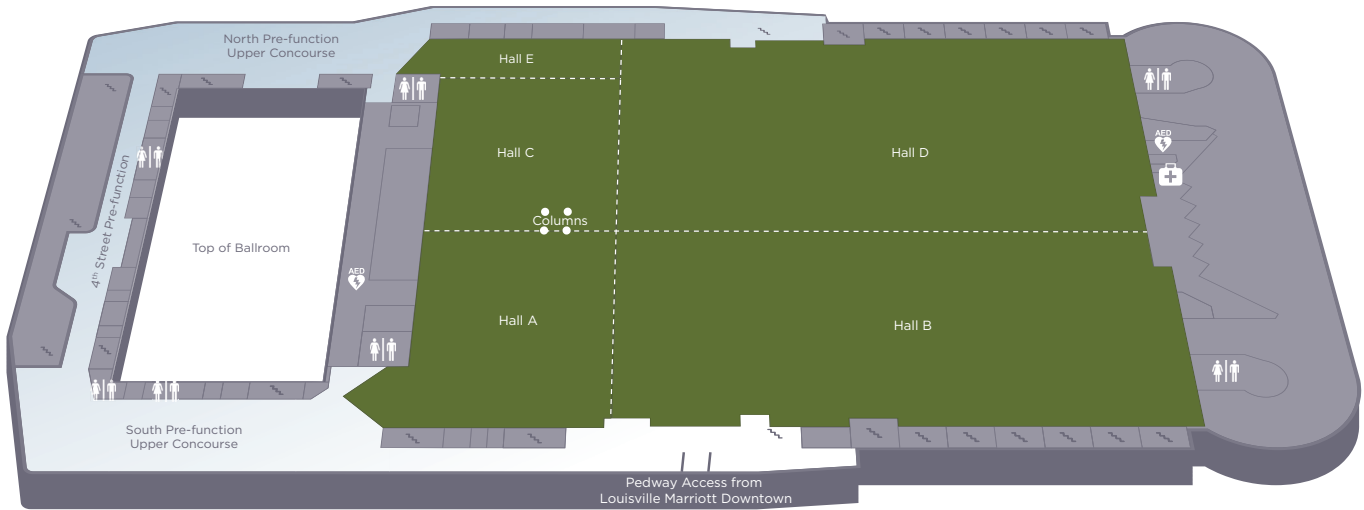 North Pre-function
Upper Concourse
Hall E
Hall C
Hall D
AED
4th Street Pre-function
Columns
Top of Ballroom
AED
Hall A
Hall B
South Pre-function
Upper Concourse
Pedway Access from
Louisville Marriott Downtown